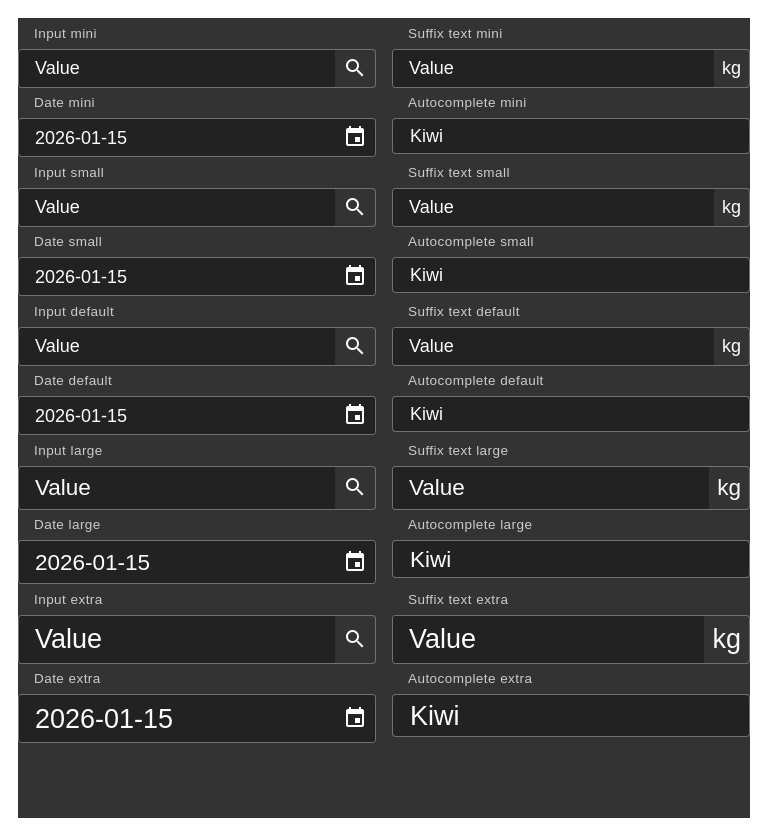 Input mini
Suffix text mini
Value
Value kg
Date mini
Autocomplete mini
2026-01-15
Kiwi
Input small
Suffix text small
Value
Value kg
Date small
Autocomplete small
2026-01-15
Kiwi
Input default
Suffix text default
Value
Value kg
Date default
Autocomplete default
2026-01-15
Kiwi
Input large
Suffix text large
Value
Value kg
Date large
Autocomplete large
2026-01-15
Kiwi
Input extra
Suffix text extra
Value
Value kg
Date extra
Autocomplete extra
2026-01-15
Kiwi